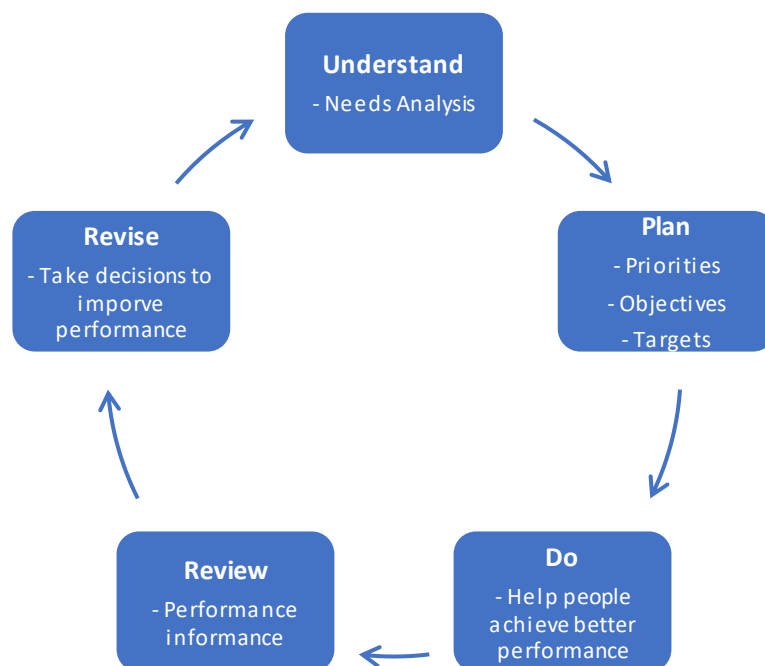 Understand
- Needs Analysis
Plan
- Priorities
- Objectives
- Targets
Do
- Help people
achieve better
performance
Review
- Performance
informance
Revise
- Take decisions to
imporve
performance